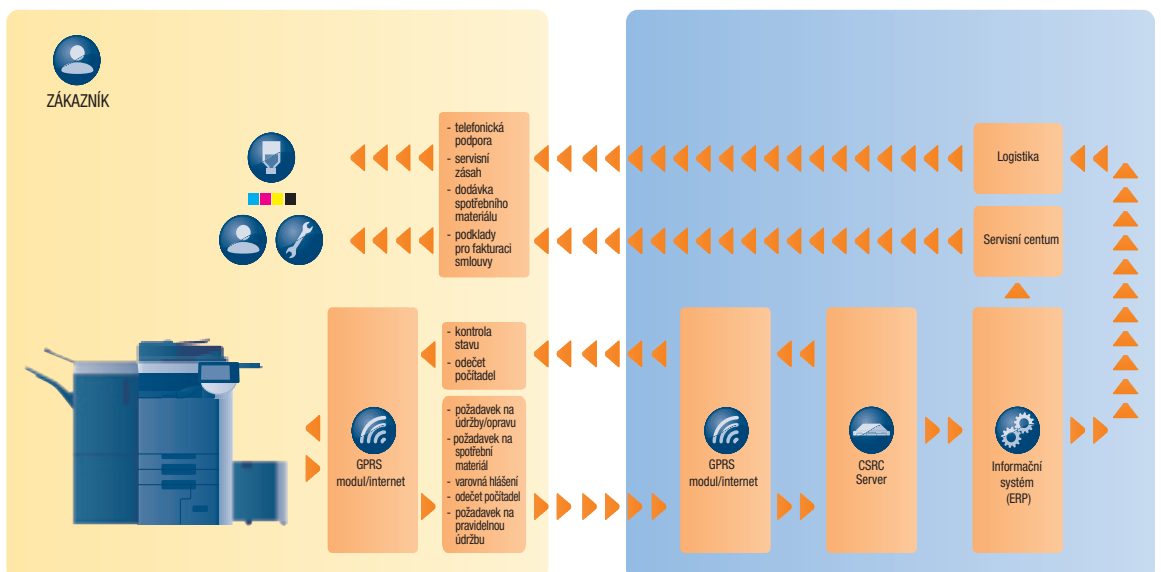 ZÁKAZNÍK
- telefonická
podpora
- servisní
zásah
- dodávka
spotřebního
materiálu
- podklady
pro fakturaci
smlouvy
Logistika
Servisní centum
- kontrola
stavu
- odečet
počítadel
- požadavek na
údržby/opravu
- požadavek na
spotřební
materiál
- varovná hlášení
- odečet počítadel
- požadavek na
pravidelnou
údržbu
GPRS
modul/internet
GPRS
modul/internet
CSRC
Server
Informační
systém
(ERP)